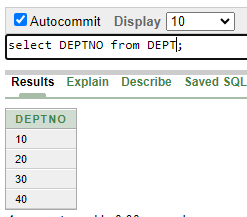 Autocommit Display 10
select DEPTNO from DEPT;
Results Explain Describe Saved SQL
DEPTNO
10
20
30
40